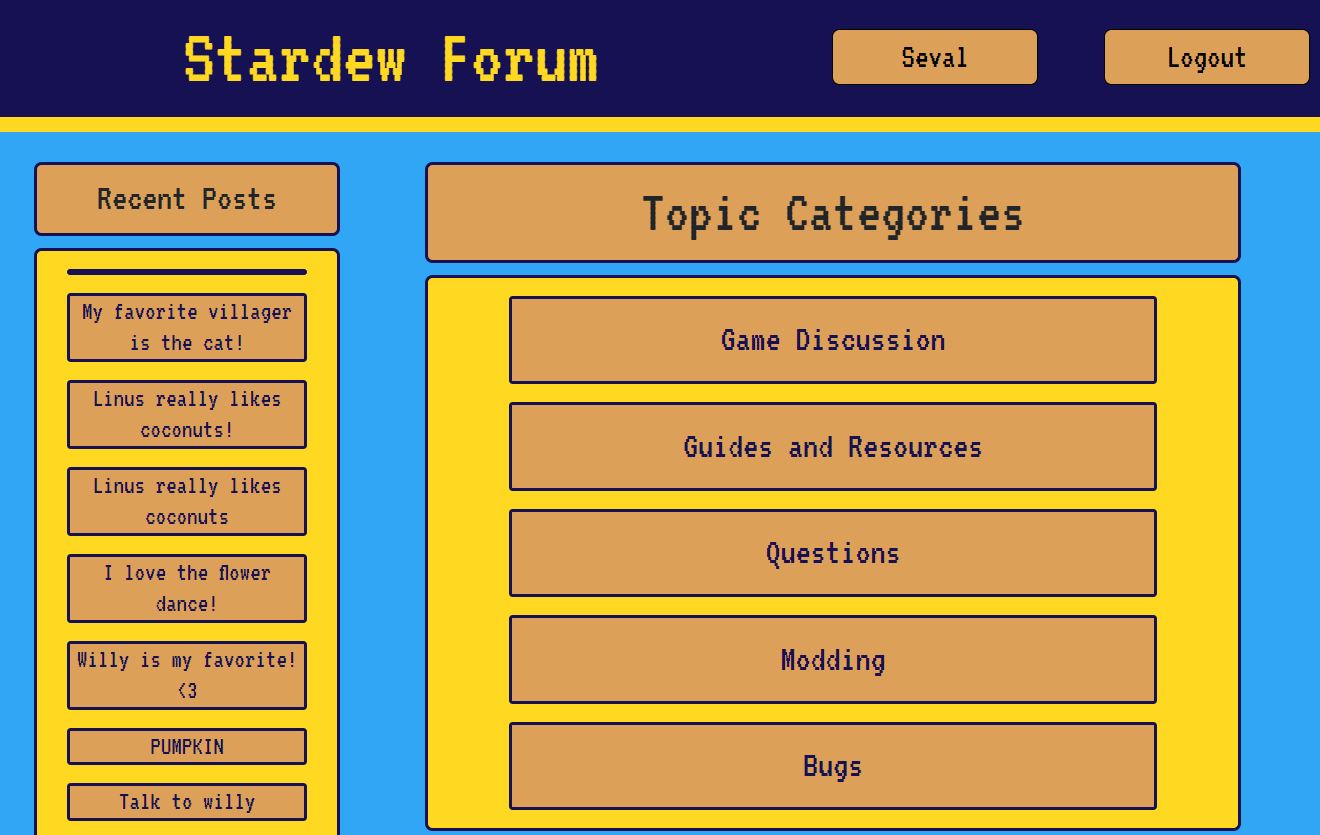 Stardew Forum
Seval
Logout
Recent Posts
My favorite villager
is the cat!
Linus really likes
coconuts!
Linus really likes
coconuts
I love the flower
dance!
Willy is my favorite!
<3
PUMPKIN
Talk to willy
Topic Categories
Game Discussion
Guides and Resources
Questions
Modding
Bugs